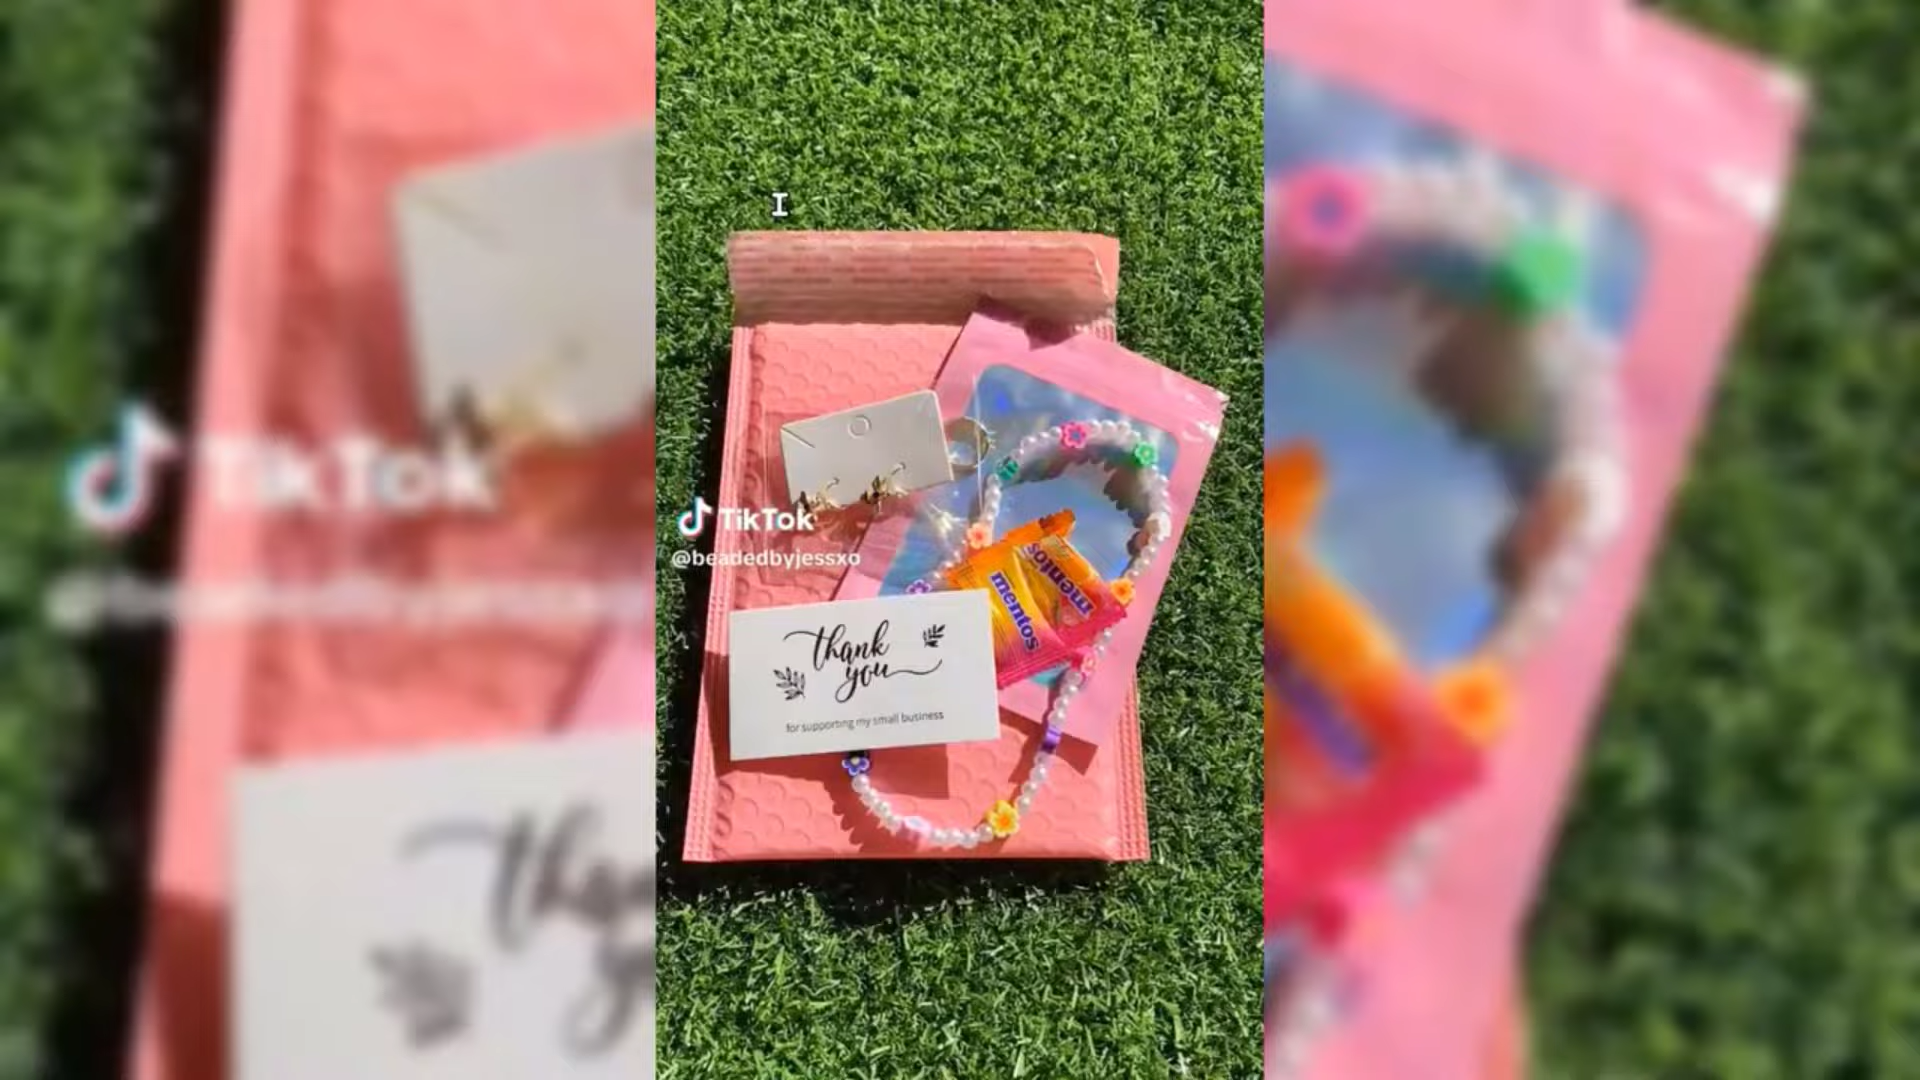 TikTok
@beadedbyjessxo
mentos
mentos
thank
you
for supporting my small business